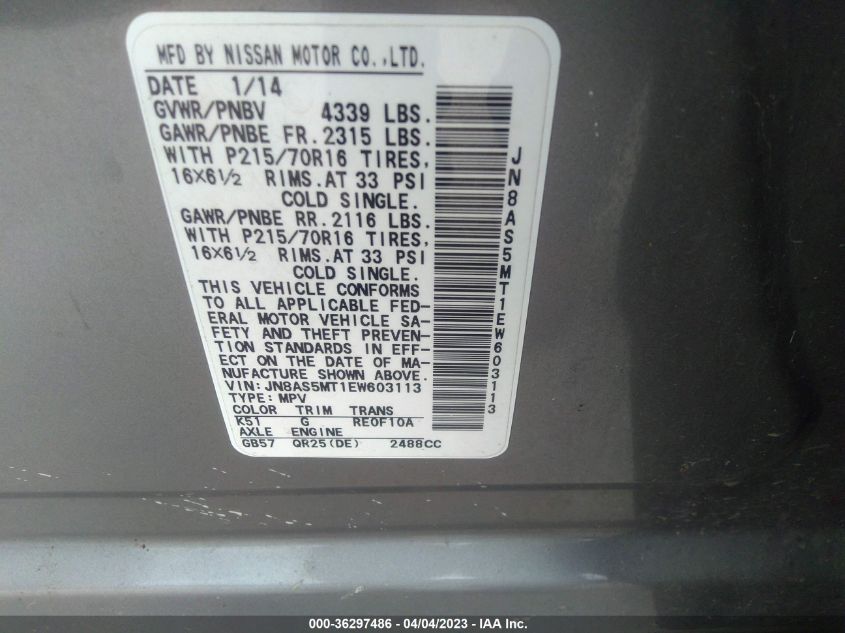 MFD BY NISSAN MOTOR CO.,LTD.
DATE 1/14
GVWR/PNBV 4339 LBS.
GAWR/PNBE FR.2315 LBS.
WITH P215/70R16 TIRES,
16X6½ RIMS.AT 33 PSI
COLD SINGLE.
GAWR/PNBE RR.2116 LBS.
WITH P215/70R16 TIRES,
16X6½ RIMS.AT 33 PSI
COLD SINGLE.
THIS VEHICLE CONFORMS
TO ALL APPLICABLE FED-
ERAL MOTOR VEHICLE SA-
FETY AND THEFT PREVEN-
TION STANDARDS IN EFF-
ECT ON THE DATE OF MA-
NUFACTURE SHOWN ABOVE.
VIN:JN8AS5MT1EW603113
TYPE:MPV
COLOR TRIM TRANS
K51 G RE0F10A
AXLE ENGINE
GB57 QR25(DE) 2488CC
JN8AS5MT1EW603113
000-36297486 - 04/04/2023 - IAA Inc.